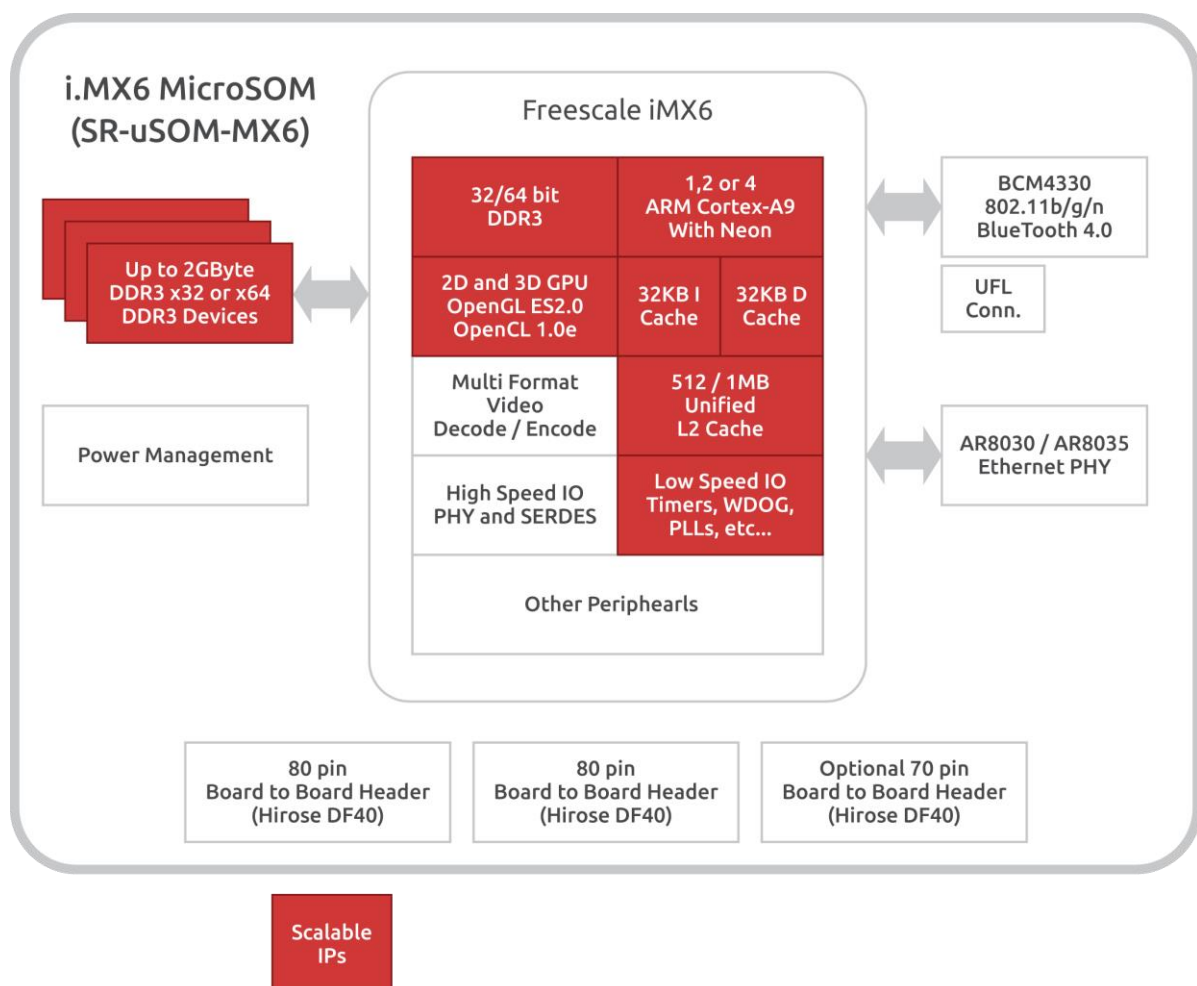 i.MX6 MicroSOM
(SR-uSOM-MX6)
Freescale iMX6
32/64 bit
DDR3
1,2 or 4
ARM Cortex-A9
With Neon
BCM4330
802.11b/g/n
BlueTooth 4.0
Up to 2GByte
DDR3 x32 or x64
DDR3 Devices
2D and 3D GPU
OpenGL ES2.0
OpenCL 1.0e
32KB I
Cache
32KB D
Cache
UFL
Conn.
Multi Format
Video
Decode / Encode
512 / 1MB
Unified
L2 Cache
Power Management
AR8030 / AR8035
Ethernet PHY
High Speed IO
PHY and SERDES
Low Speed IO
Timers, WDOG,
PLLs, etc...
Other Periphearls
80 pin
Board to Board Header
(Hirose DF40)
80 pin
Board to Board Header
(Hirose DF40)
Optional 70 pin
Board to Board Header
(Hirose DF40)
Scalable
IPs